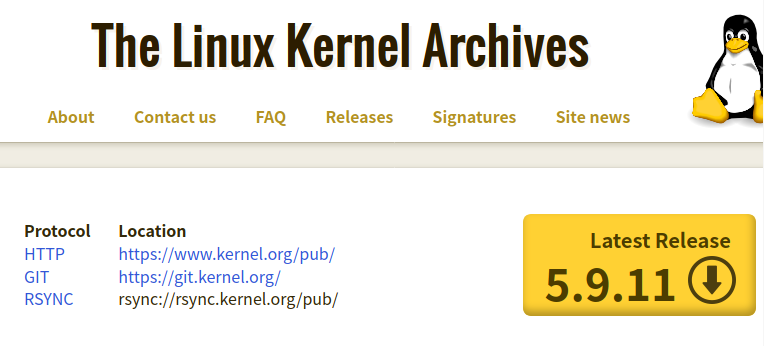 The Linux Kernel Archives
About Contact us FAQ Releases Signatures Site news
Protocol Location
HTTP https://www.kernel.org/pub/
GIT https://git.kernel.org/
RSYNC rsync://rsync.kernel.org/pub/
Latest Release
5.9.11